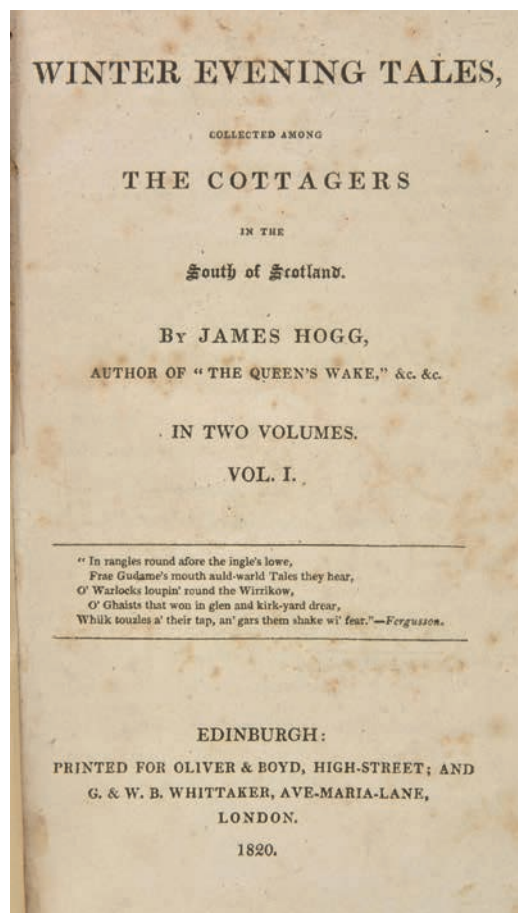 WINTER EVENING TALES,
COLLECTED AMONG
THE COTTAGERS
IN THE
South of Scotland.
BY JAMES HOGG,
AUTHOR OF “ THE QUEEN'S WAKE,” &c. &c.
IN TWO VOLUMES.
VOL. I.
“ In rangles round afore the ingle's lowe,
Frae Gudame's mouth auld-warld Tales they hear,
O' Warlocks loupin' round the Wirrikow,
O' Ghaists that won in glen and kirk-yard drear,
Whilk touzles a' their tap, an' gars them shake wi' fear.”—Fergusson.
EDINBURGH:
PRINTED FOR OLIVER & BOYD, HIGH-STREET; AND
G. & W. B. WHITTAKER, AVE-MARIA-LANE,
LONDON.
1820.